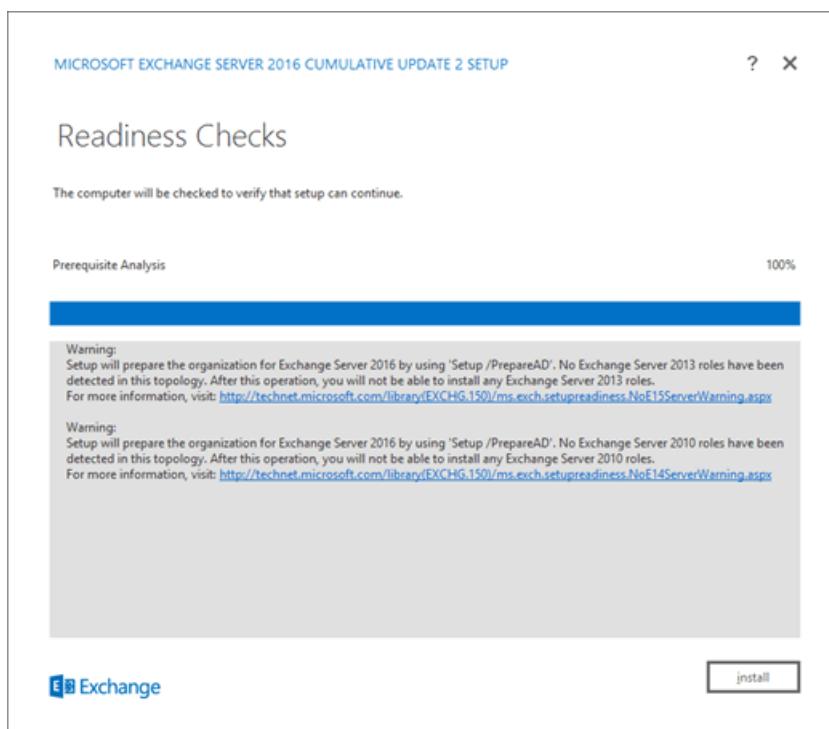 MICROSOFT EXCHANGE SERVER 2016 CUMULATIVE UPDATE 2 SETUP
? ✕
Readiness Checks
The computer will be checked to verify that setup can continue.
Prerequisite Analysis 100%
Warning:
Setup will prepare the organization for Exchange Server 2016 by using 'Setup /PrepareAD'. No Exchange Server 2013 roles have been
detected in this topology. After this operation, you will not be able to install any Exchange Server 2013 roles.
For more information, visit: http://technet.microsoft.com/library(EXCHG.150)/ms.exch.setupreadiness.NoE15ServerWarning.aspx
Warning:
Setup will prepare the organization for Exchange Server 2016 by using 'Setup /PrepareAD'. No Exchange Server 2010 roles have been
detected in this topology. After this operation, you will not be able to install any Exchange Server 2010 roles.
For more information, visit: http://technet.microsoft.com/library(EXCHG.150)/ms.exch.setupreadiness.NoE14ServerWarning.aspx
E Exchange
install